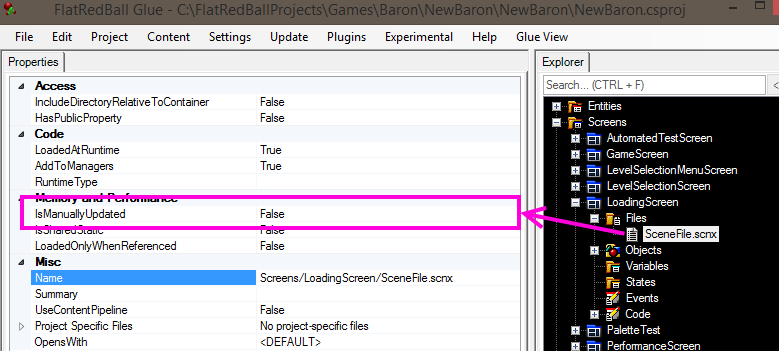 FlatRedBall Glue - C:\FlatRedBallProjects\Games\Baron\NewBaron\NewBaron\NewBaron.csproj
File Edit Project Content Settings Update Plugins Experimental Help Glue View
Properties
Access
IncludeDirectoryRelativeToContainer False
HasPublicProperty False
Code
LoadedAtRuntime True
AddToManagers True
RuntimeType
Memory and Performance
IsManuallyUpdated False
IsSharedStatic False
LoadedOnlyWhenReferenced False
Misc
Name Screens/LoadingScreen/SceneFile.scnx
Summary
UseContentPipeline False
Project Specific Files No project-specific files
OpensWith <DEFAULT>
Explorer
Search... (CTRL + F) <
Entities
Screens
AutomatedTestScreen
GameScreen
LevelSelectionMenuScreen
LevelSelectionScreen
LoadingScreen
Files
SceneFile.scnx
Objects
Variables
States
Events
Code
PaletteTest
PerformanceScreen